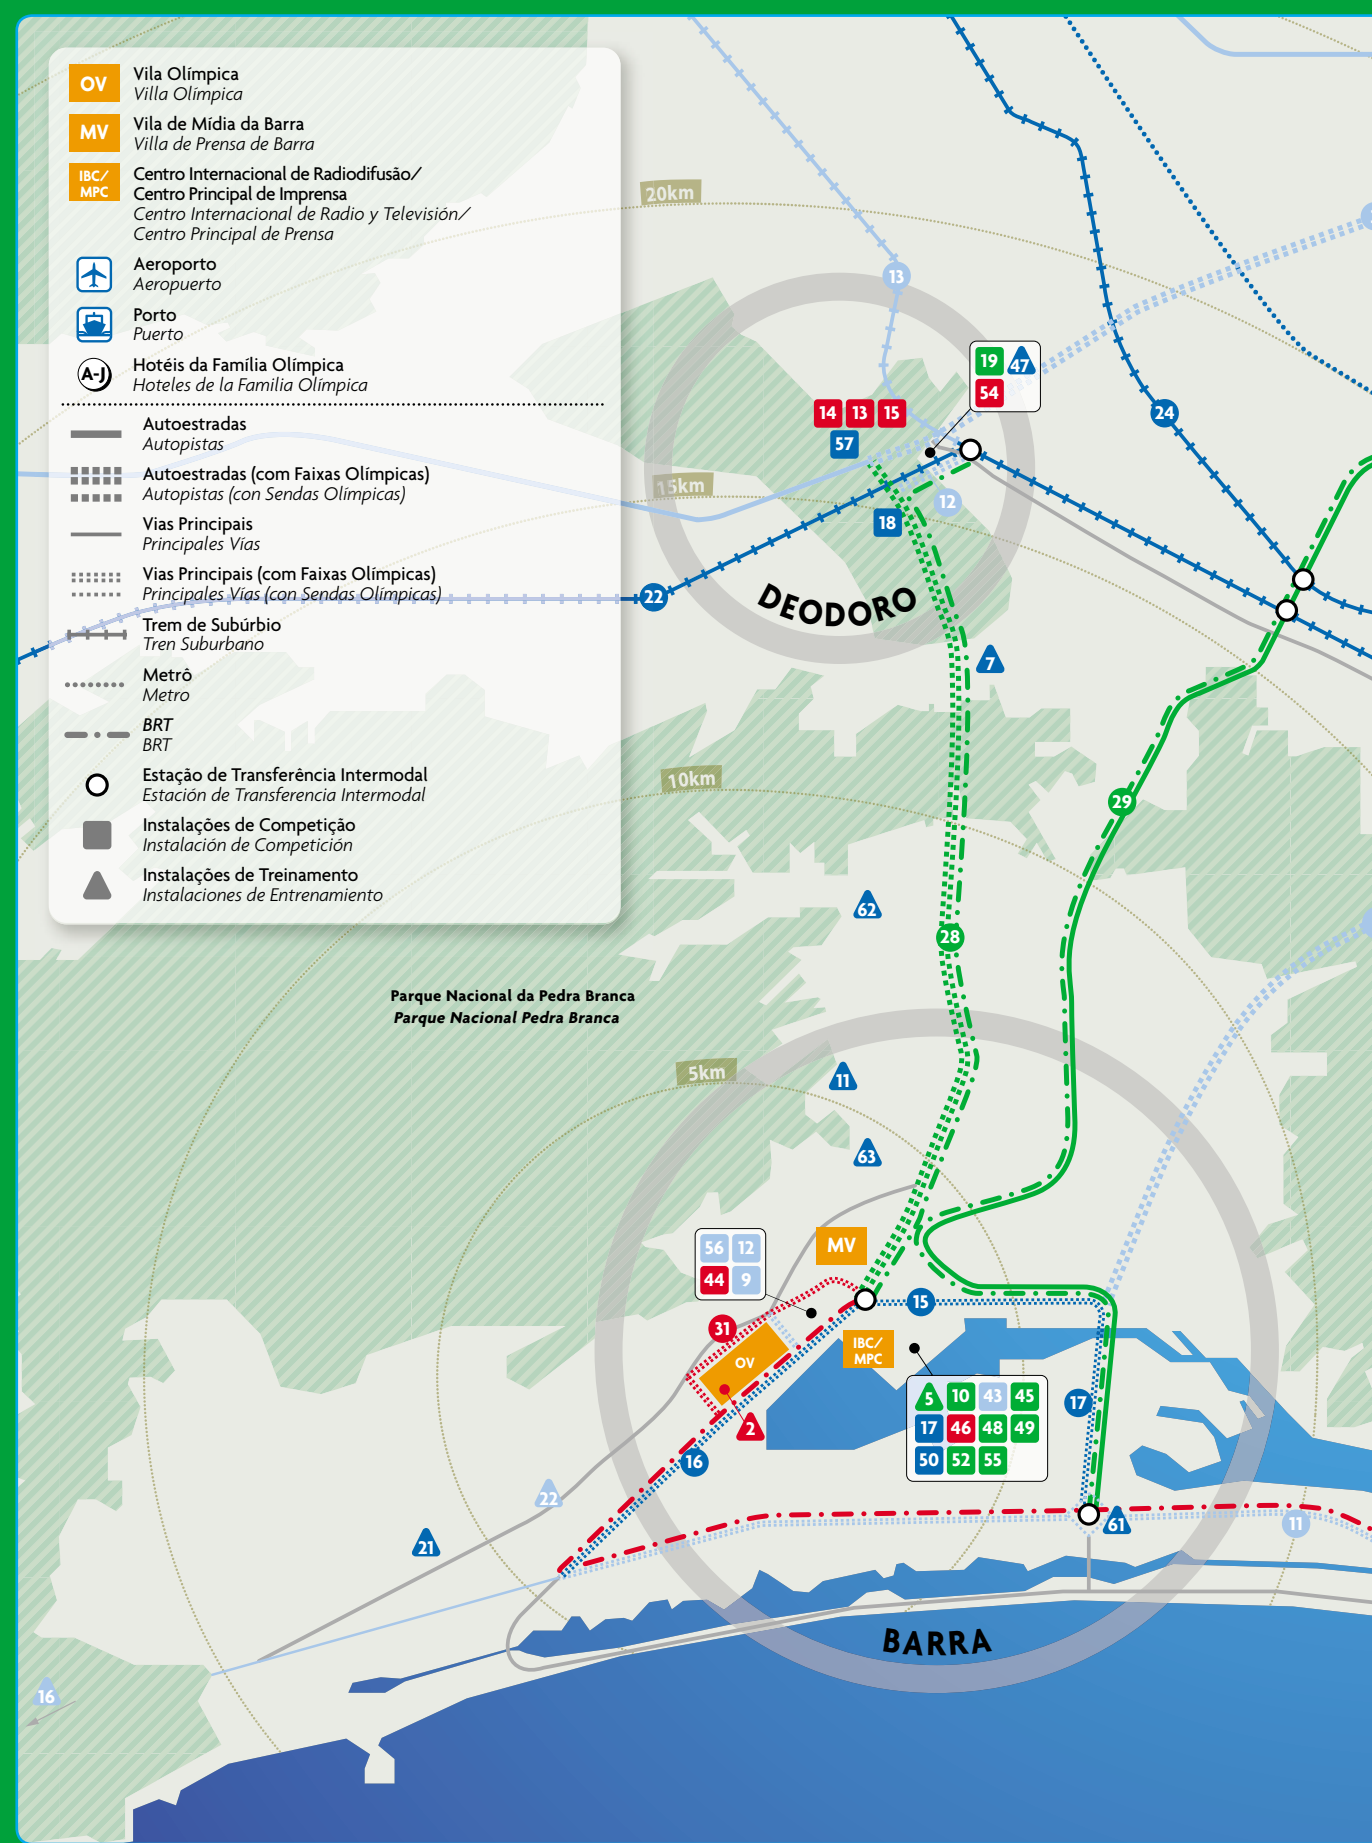 OV
Vila Olímpica
Villa Olímpica
MV
Vila de Mídia da Barra
Villa de Prensa de Barra
IBC/
MPC
Centro Internacional de Radiodifusão/
Centro Principal de Imprensa
Centro Internacional de Radio y Televisión/
Centro Principal de Prensa
Aeroporto
Aeropuerto
Porto
Puerto
A-J
Hotéis da Família Olímpica
Hoteles de la Familia Olímpica
Autoestradas
Autopistas
Autoestradas (com Faixas Olímpicas)
Autopistas (con Sendas Olímpicas)
Vias Principais
Principales Vías
Vias Principais (com Faixas Olímpicas)
Principales Vías (con Sendas Olímpicas)
Trem de Subúrbio
Tren Suburbano
Metrô
Metro
BRT
BRT
Estação de Transferência Intermodal
Estación de Transferencia Intermodal
Instalações de Competição
Instalación de Competición
Instalações de Treinamento
Instalaciones de Entrenamiento
20km
13
19 47
54
14 13 15
57
24
15km
12
18
22
DEODORO
7
10km
29
62
28
Parque Nacional da Pedra Branca
Parque Nacional Pedra Branca
5km
11
63
56 12
44 9
MV
15
31
IBC/
MPC
OV
5 10 43 45
17 46 48 49
50 52 55
17
2
16
22
61
11
21
BARRA
16